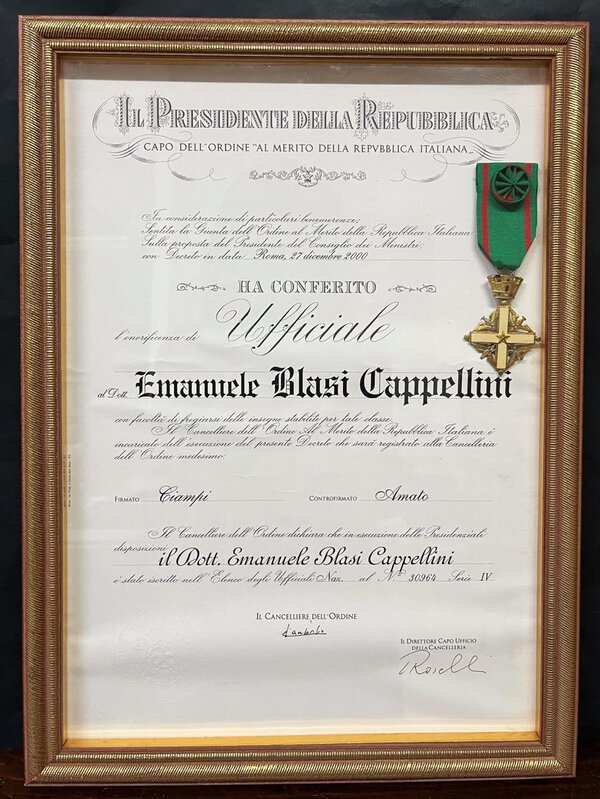 IL PRESIDENTE DELLA REPUBBLICA
CAPO DELL'ORDINE "AL MERITO DELLA REPVBBLICA ITALIANA"
In considerazione di particolari benemerenze;
Sentita la Giunta dell'Ordine al Merito della Repubblica Italiana
Sulla proposta del Presidente del Consiglio dei Ministri;
con Decreto in data Roma, 27 dicembre 2000
HA CONFERITO
l'onorificenza di Ufficiale
al Dott. Emanuele Blasi Cappellini
con facoltà di fregiarsi delle insegne stabilite per tale classe.
Il Cancelliere dell'Ordine Al Merito della Repubblica Italiana è
incaricato dell'esecuzione del presente Decreto che sarà registrato alla Cancelleria
dell'Ordine medesimo.
FIRMATO Ciampi CONTROFIRMATO Amato
Il Cancelliere dell'Ordine dichiara che in esecuzione delle Presidenziali
disposizioni il Dott. Emanuele Blasi Cappellini
è stato iscritto nell'Elenco degli Ufficiali Naz. al N.° 30964 Serie IV
IL CANCELLIERE DELL'ORDINE
IL DIRETTORE CAPO UFFICIO
DELLA CANCELLERIA